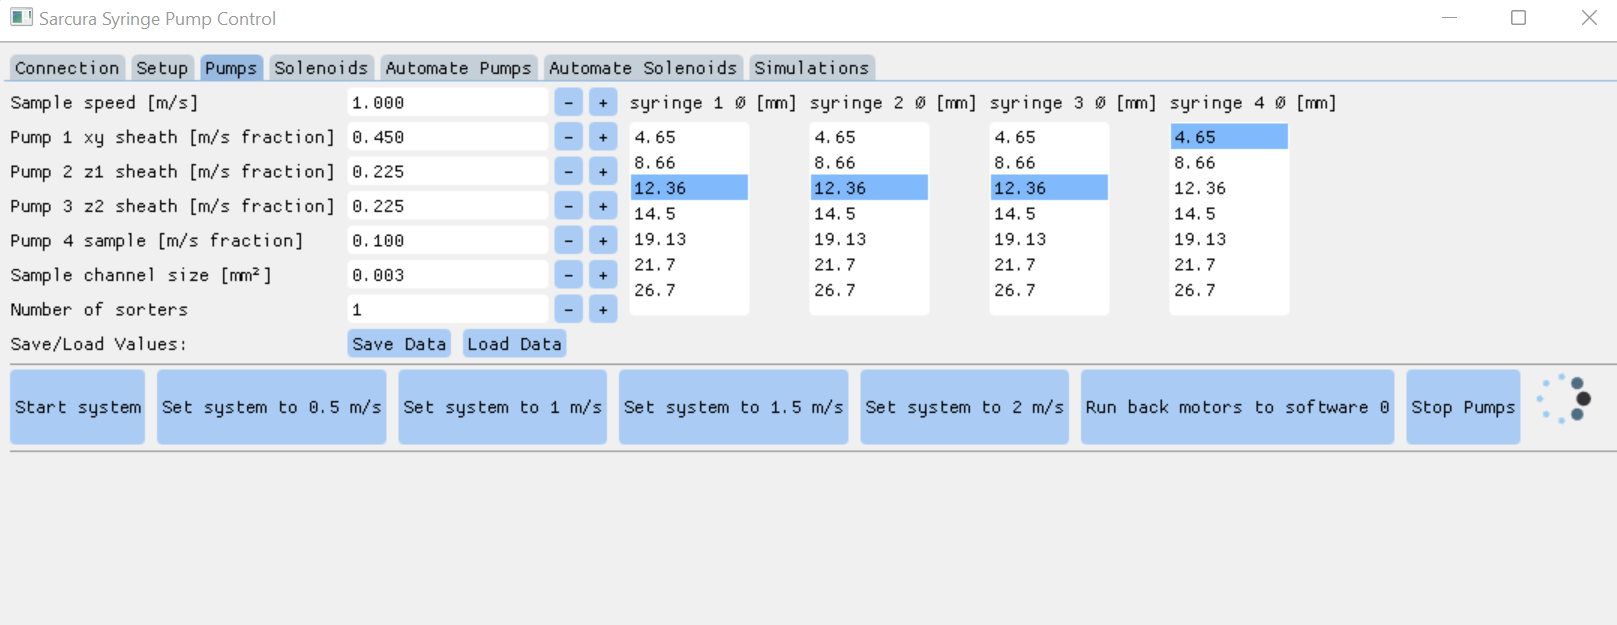 Sarcura Syringe Pump Control
Connection Setup Pumps Solenoids Automate Pumps Automate Solenoids Simulations
Sample speed [m/s] 1.000 - + syringe 1 Ø [mm] syringe 2 Ø [mm] syringe 3 Ø [mm] syringe 4 Ø [mm]
Pump 1 xy sheath [m/s fraction] 0.450 - + 4.65 4.65 4.65 4.65
8.66 8.66 8.66 8.66
Pump 2 z1 sheath [m/s fraction] 0.225 - +
12.36 12.36 12.36 12.36
Pump 3 z2 sheath [m/s fraction] 0.225 - + 14.5 14.5 14.5 14.5
Pump 4 sample [m/s fraction] 0.100 - + 19.13 19.13 19.13 19.13
21.7 21.7 21.7 21.7
Sample channel size [mm²] 0.003 - +
26.7 26.7 26.7 26.7
Number of sorters 1 - +
Save/Load Values: Save Data Load Data
Start system Set system to 0.5 m/s Set system to 1 m/s Set system to 1.5 m/s Set system to 2 m/s Run back motors to software 0 Stop Pumps